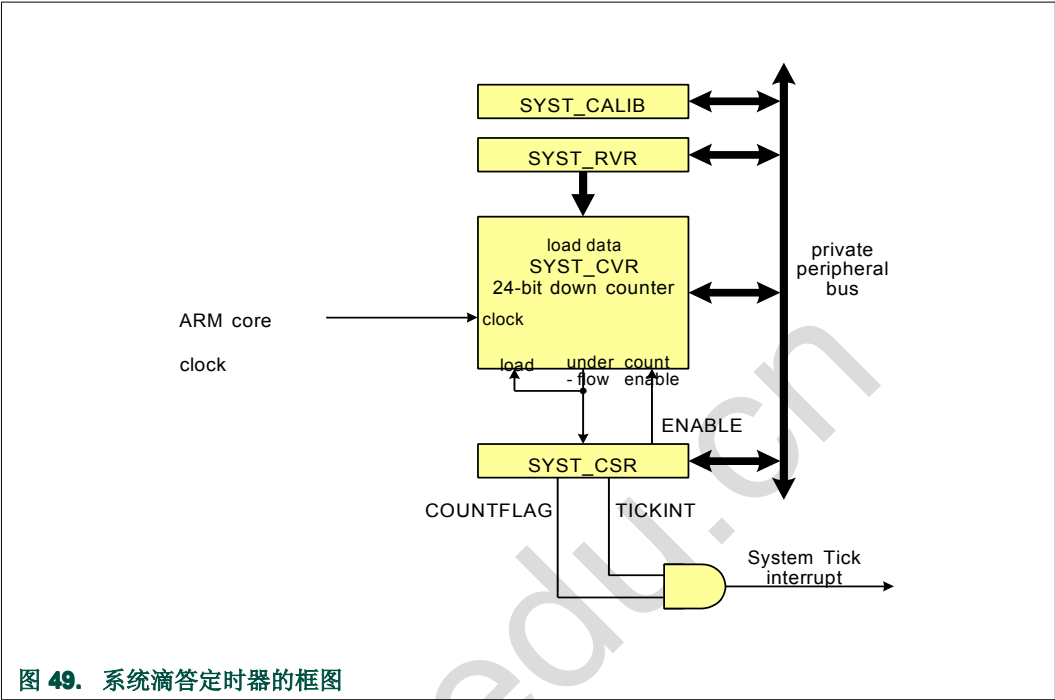 SYST_CALIB
SYST_RVR
load data
SYST_CVR
24-bit down counter
private
peripheral
bus
ARM core
clock
clock
load
under
- flow
count
enable
ENABLE
SYST_CSR
COUNTFLAG
TICKINT
System Tick
interrupt
edu.cn
图 49. 系统滴答定时器的框图